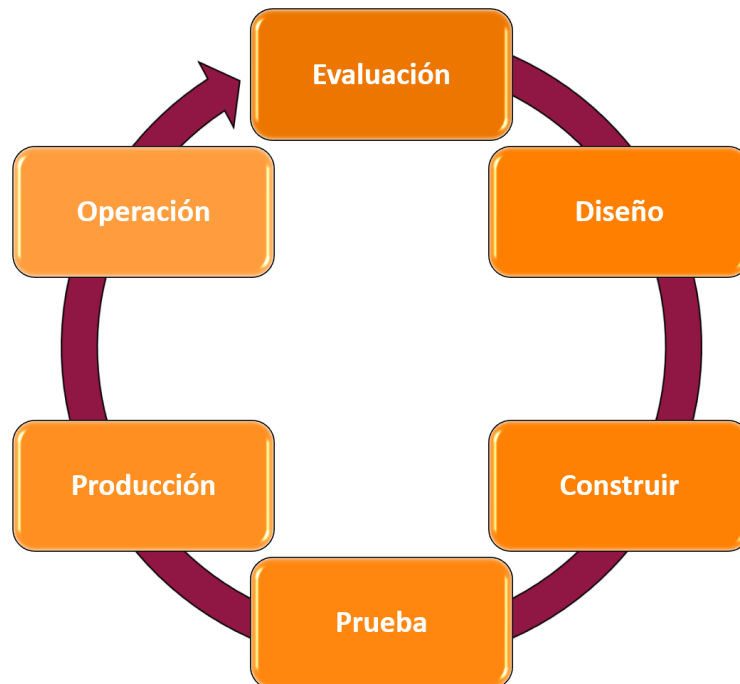 Evaluación
Diseño
Construir
Prueba
Producción
Operación